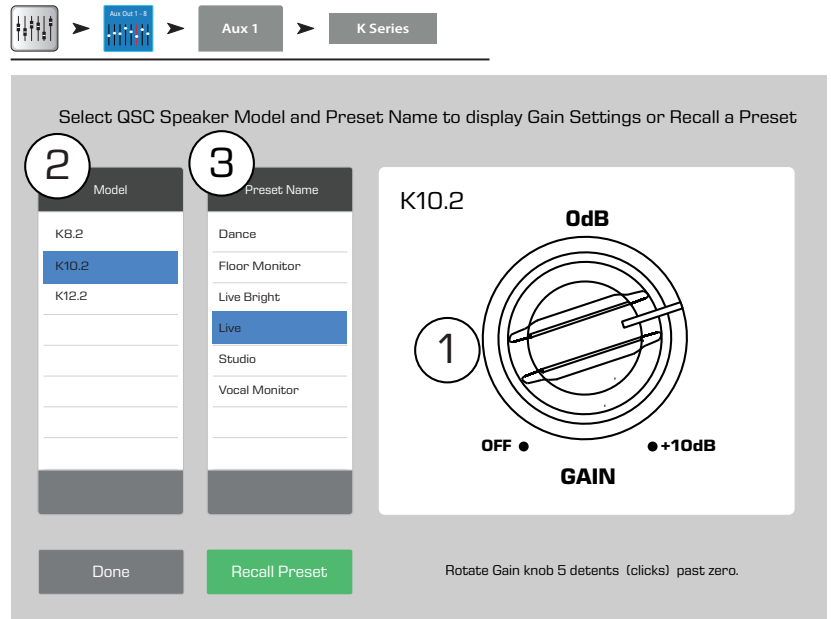 Aux Out 1 - 8
Aux 1
K Series
Select QSC Speaker Model and Preset Name to display Gain Settings or Recall a Preset
2
Model
K8.2
K10.2
K12.2
3
Preset Name
Dance
Floor Monitor
Live Bright
Live
Studio
Vocal Monitor
K10.2
0dB
1
OFF
+10dB
GAIN
Done
Recall Preset
Rotate Gain knob 5 detents (clicks) past zero.